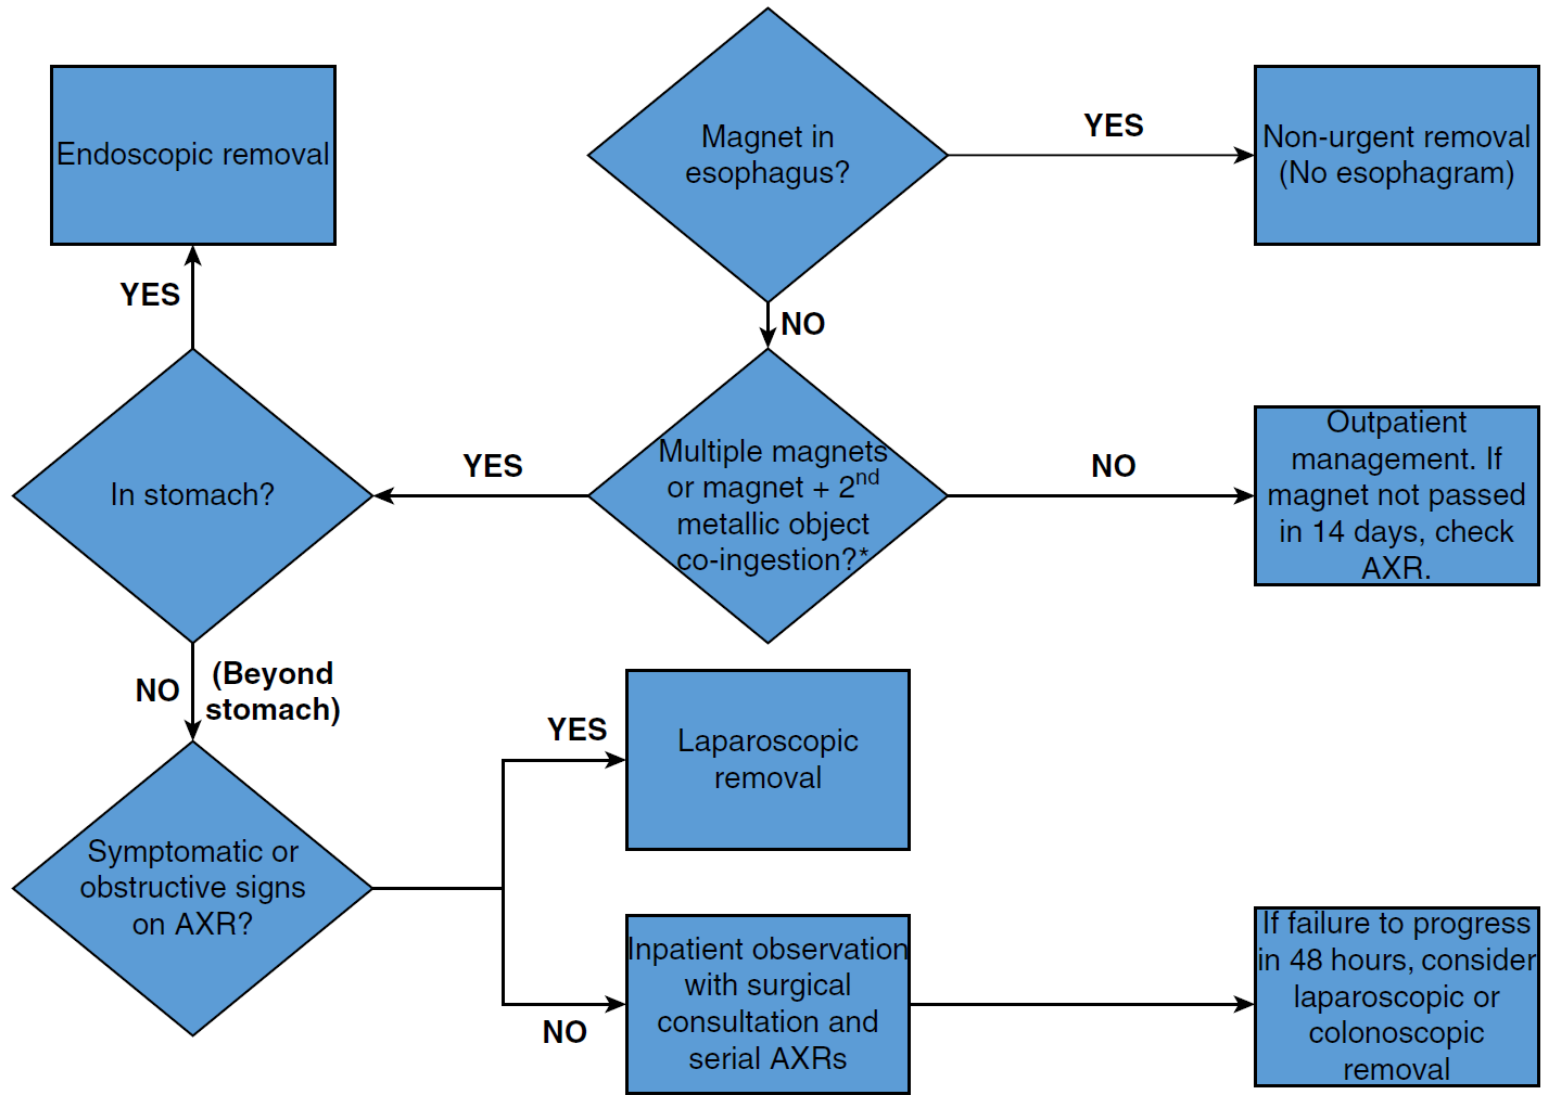 Magnet in
esophagus?
YES
Non-urgent removal
(No esophagram)
NO
Multiple magnets
or magnet + 2nd
metallic object
co-ingestion?*
NO
Outpatient
management. If
magnet not passed
in 14 days, check
AXR.
YES
In stomach?
YES
Endoscopic removal
NO
(Beyond
stomach)
Symptomatic or
obstructive signs
on AXR?
YES
Laparoscopic
removal
NO
Inpatient observation
with surgical
consultation and
serial AXRs
If failure to progress
in 48 hours, consider
laparoscopic or
colonoscopic
removal